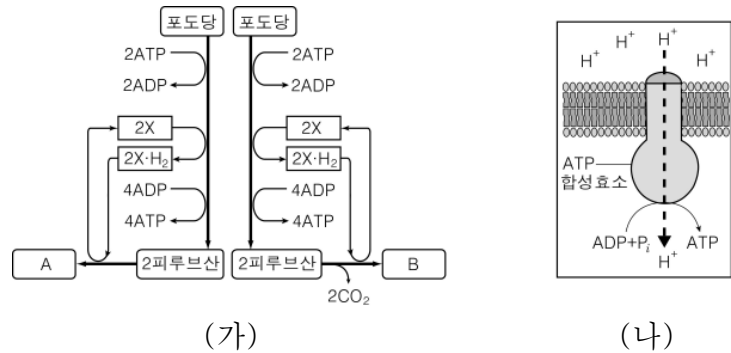 포도당 포도당
2ATP 2ATP
2ADP 2ADP
2X 2X
2X·H₂ 2X·H₂
4ADP 4ADP
4ATP 4ATP
A 2피루브산 2피루브산 B
2CO₂
(가)
H⁺ H⁺ H⁺ H⁺
ATP
합성효소
ADP+Pᵢ ATP
H⁺
(나)